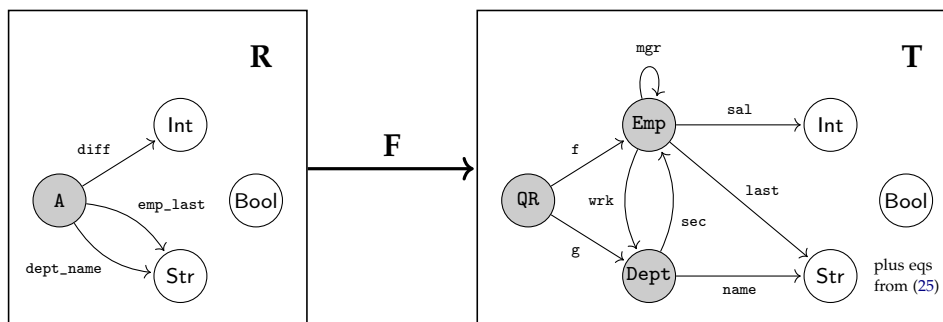 R
Int
diff
A
emp_last
Bool
dept_name
Str
F
T
mgr
Emp
sal
Int
f
QR
wrk
sec
last
Bool
g
Dept
name
Str
plus eqs
from (25)